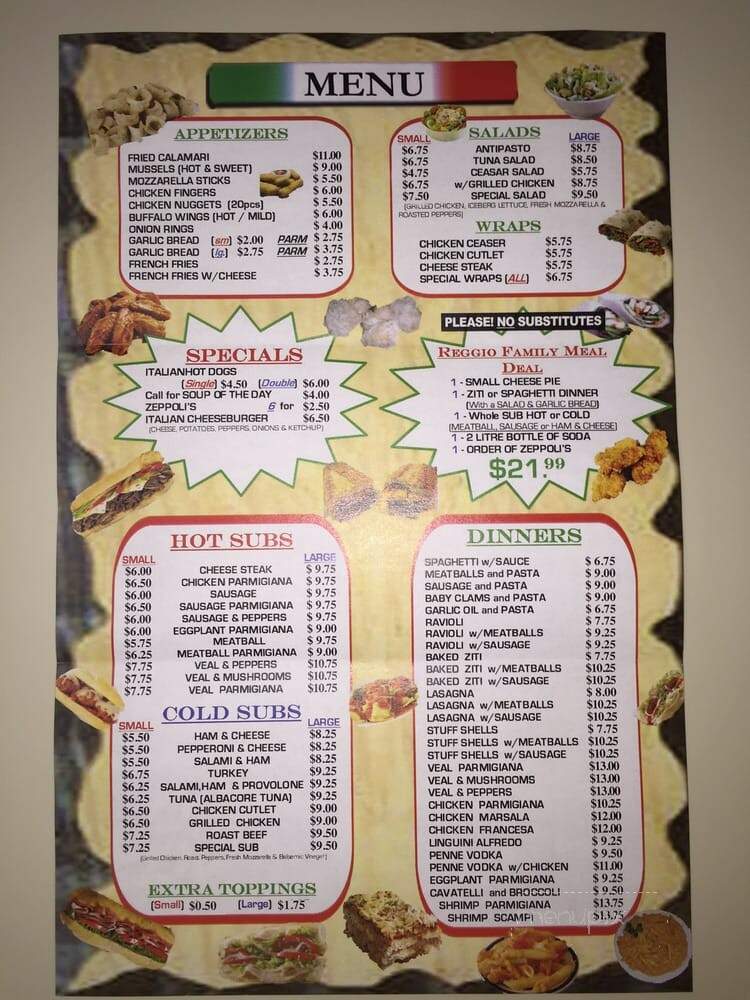 MENU
APPETIZERS
FRIED CALAMARI $11.00
MUSSELS (HOT & SWEET) $ 9.00
MOZZARELLA STICKS $ 5.50
CHICKEN FINGERS $ 6.00
CHICKEN NUGGETS (20pcs) $ 5.50
BUFFALO WINGS (HOT / MILD) $ 6.00
ONION RINGS $ 4.00
GARLIC BREAD (sm) $2.00 PARM $ 2.75
GARLIC BREAD (lg) $2.75 PARM $ 3.75
FRENCH FRIES $ 2.75
FRENCH FRIES W/CHEESE $ 3.75
SALADS
SMALL LARGE
$6.75 ANTIPASTO $8.75
$6.75 TUNA SALAD $8.50
$4.75 CEASAR SALAD $5.75
$6.75 w/GRILLED CHICKEN $8.75
$7.50 SPECIAL SALAD $9.50
(GRILLED CHICKEN, ICEBERG LETTUCE, FRESH MOZZARELLA &
ROASTED PEPPERS)
WRAPS
CHICKEN CEASER $5.75
CHICKEN CUTLET $5.75
CHEESE STEAK $5.75
SPECIAL WRAPS (ALL) $6.75
PLEASE! NO SUBSTITUTES
SPECIALS
ITALIANHOT DOGS
(Single) $4.50 (Double) $6.00
Call for SOUP OF THE DAY $4.00
ZEPPOLI'S 6 for $2.50
ITALIAN CHEESEBURGER $6.50
(CHEESE, POTATOES, PEPPERS, ONIONS & KETCHUP)
REGGIO FAMILY MEAL
DEAL
1 - SMALL CHEESE PIE
1 - ZITI or SPAGHETTI DINNER
(With a SALAD & GARLIC BREAD)
1 - Whole SUB HOT or COLD
(MEATBALL, SAUSAGE or HAM & CHEESE)
1 - 2 LITRE BOTTLE OF SODA
1 - ORDER OF ZEPPOLI'S
$21.99
HOT SUBS
SMALL LARGE
$6.00 CHEESE STEAK $ 9.75
$6.50 CHICKEN PARMIGIANA $ 9.75
$6.00 SAUSAGE $ 9.75
$6.50 SAUSAGE PARMIGIANA $ 9.75
$6.00 SAUSAGE & PEPPERS $ 9.75
$6.00 EGGPLANT PARMIGIANA $ 9.00
$5.75 MEATBALL $ 9.75
$6.25 MEATBALL PARMIGIANA $ 9.00
$7.75 VEAL & PEPPERS $10.75
$7.75 VEAL & MUSHROOMS $10.75
$7.75 VEAL PARMIGIANA $10.75
COLD SUBS
SMALL LARGE
$5.50 HAM & CHEESE $8.25
$5.50 PEPPERONI & CHEESE $8.25
$5.50 SALAMI & HAM $8.25
$6.75 TURKEY $9.25
$6.25 SALAMI,HAM & PROVOLONE $9.25
$6.25 TUNA (ALBACORE TUNA) $9.25
$6.50 CHICKEN CUTLET $9.00
$6.50 GRILLED CHICKEN $9.00
$7.25 ROAST BEEF $9.50
$7.25 SPECIAL SUB $9.50
(Grilled Chicken, Roast Peppers, Fresh Mozzarella & Balsamic Vinegar)
EXTRA TOPPINGS
(Small) $0.50 (Large) $1.75
DINNERS
SPAGHETTI w/SAUCE $ 6.75
MEATBALLS and PASTA $ 9.00
SAUSAGE and PASTA $ 9.00
BABY CLAMS and PASTA $ 9.00
GARLIC OIL and PASTA $ 6.75
RAVIOLI $ 7.75
RAVIOLI w/MEATBALLS $ 9.25
RAVIOLI w/SAUSAGE $ 9.25
BAKED ZITI $ 7.75
BAKED ZITI w/MEATBALLS $10.25
BAKED ZITI w/SAUSAGE $10.25
LASAGNA $ 8.00
LASAGNA w/MEATBALLS $10.25
LASAGNA w/SAUSAGE $10.25
STUFF SHELLS $ 7.75
STUFF SHELLS w/MEATBALLS $10.25
STUFF SHELLS w/SAUSAGE $10.25
VEAL PARMIGIANA $13.00
VEAL & MUSHROOMS $13.00
VEAL & PEPPERS $13.00
CHICKEN PARMIGIANA $10.25
CHICKEN MARSALA $12.00
CHICKEN FRANCESA $12.00
LINGUINI ALFREDO $ 9.25
PENNE VODKA $ 9.50
PENNE VODKA w/CHICKEN $11.00
EGGPLANT PARMIGIANA $ 9.25
CAVATELLI and BROCCOLI $ 9.50
SHRIMP PARMIGIANA $13.75
SHRIMP SCAMPI $13.75